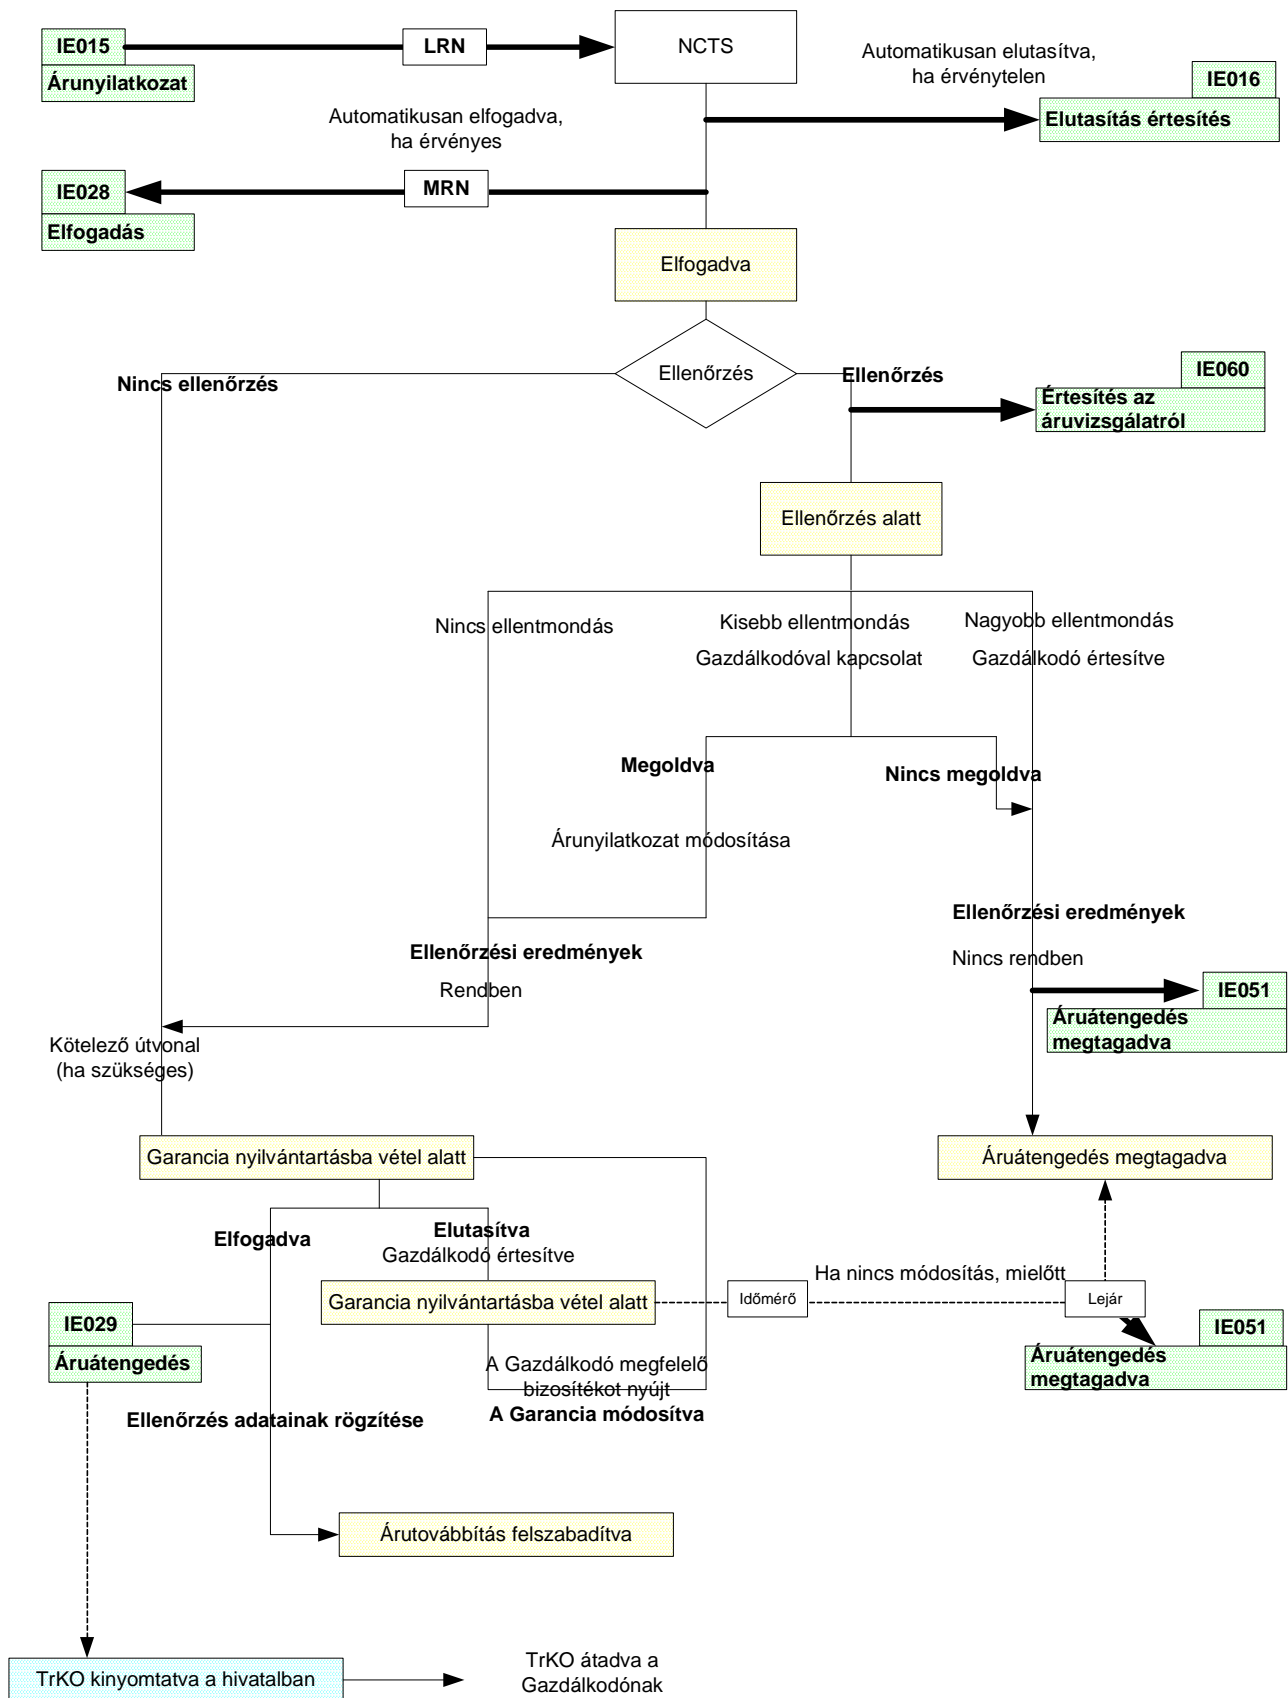 IE015
LRN
NCTS
Árunyilatkozat
Automatikusan elutasítva,
ha érvénytelen
IE016
Elutasítás értesítés
Automatikusan elfogadva,
ha érvényes
IE028
MRN
Elfogadás
Elfogadva
Ellenőrzés
Nincs ellenőrzés
Ellenőrzés
IE060
Értesítés az
áruvizsgálatról
Ellenőrzés alatt
Nincs ellentmondás
Kisebb ellentmondás
Gazdálkodóval kapcsolat
Nagyobb ellentmondás
Gazdálkodó értesítve
Megoldva
Nincs megoldva
Árunyilatkozat módosítása
Ellenőrzési eredmények
Rendben
Ellenőrzési eredmények
Nincs rendben
IE051
Áruátengedés
megtagadva
Kötelező útvonal
(ha szükséges)
Garancia nyilvántartásba vétel alatt
Áruátengedés megtagadva
Elfogadva
Elutasítva
Gazdálkodó értesítve
Garancia nyilvántartásba vétel alatt
Időmérő
Ha nincs módosítás, mielőtt
Lejár
IE051
Áruátengedés
megtagadva
IE029
Áruátengedés
A Gazdálkodó megfelelő
bizosítékot nyújt
A Garancia módosítva
Ellenőrzés adatainak rögzítése
Árutovábbítás felszabadítva
TrKO kinyomtatva a hivatalban
TrKO átadva a
Gazdálkodónak